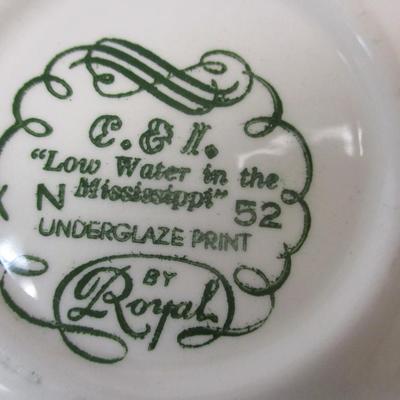 C. & I.
"Low Water in the
Mississippi"
N 52
UNDERGLAZE PRINT
BY
Royal